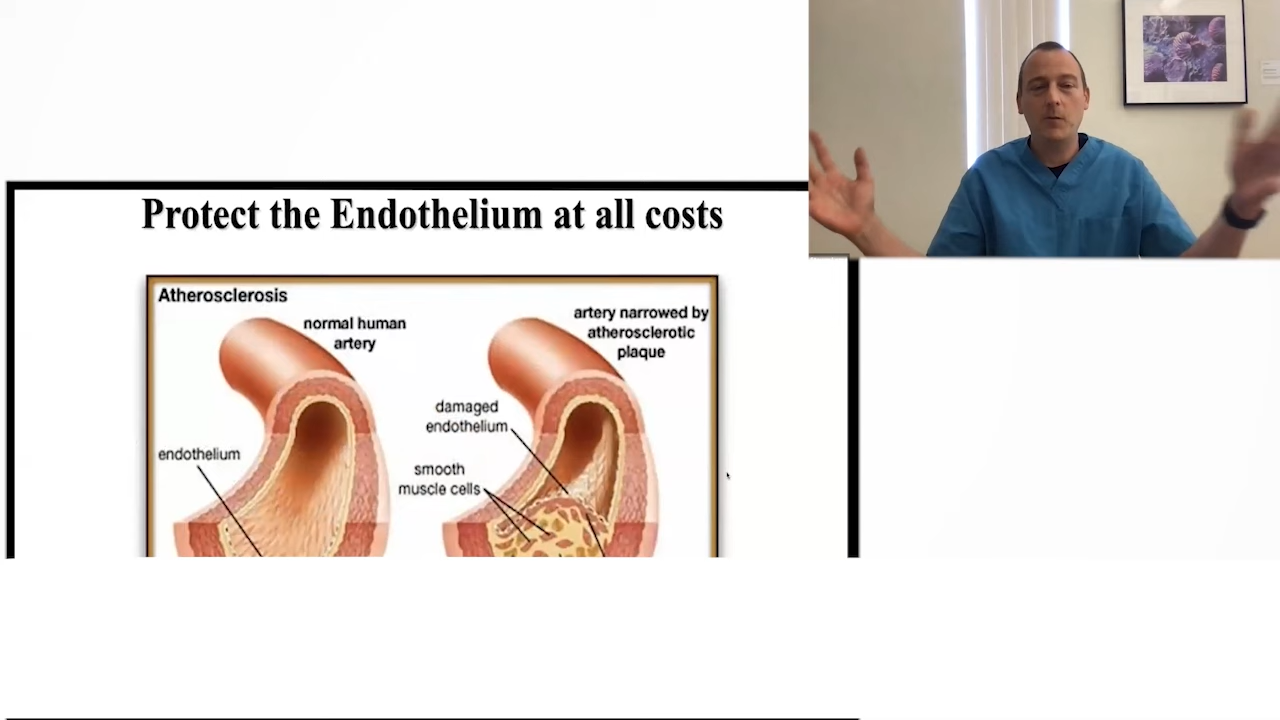 Protect the Endothelium at all costs
Atherosclerosis
normal human
artery
artery narrowed by
atherosclerotic
plaque
damaged
endothelium
endothelium
smooth
muscle cells